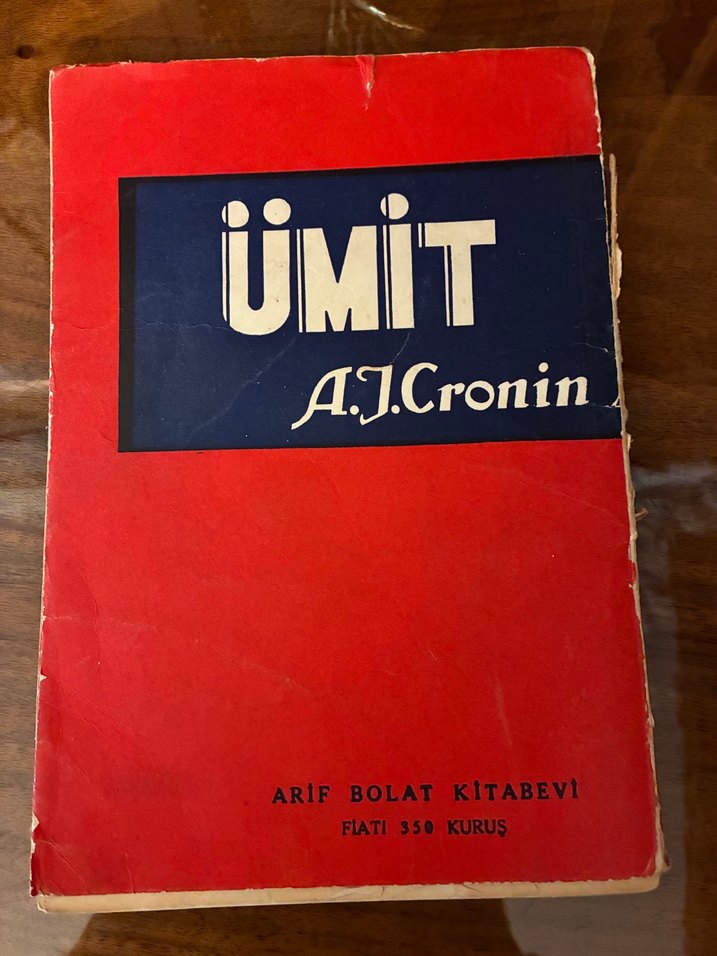 ÜMİT
A.J.Cronin
ARİF BOLAT KİTABEVİ
FİATI 350 KURUŞ